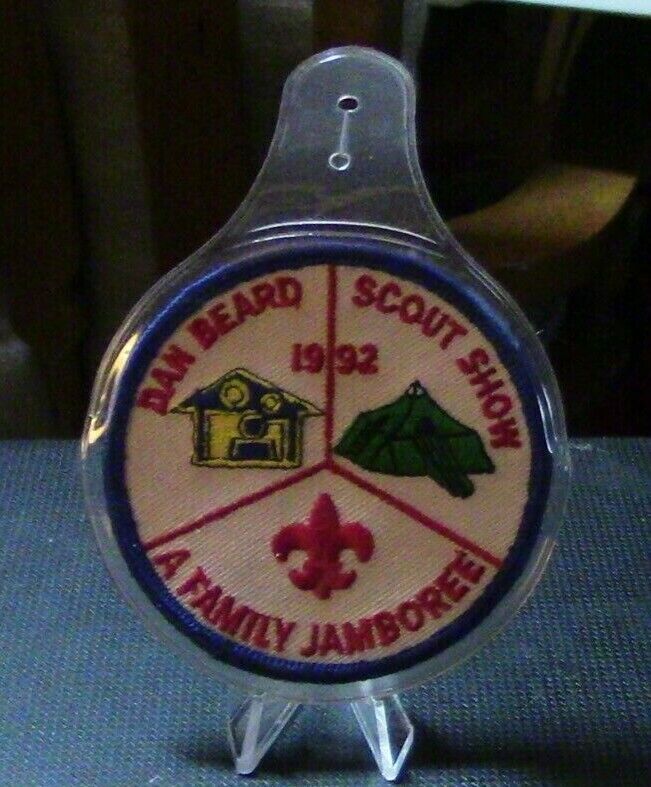 DAN BEARD SCOUT SHOW
1992
A FAMILY JAMBOREE